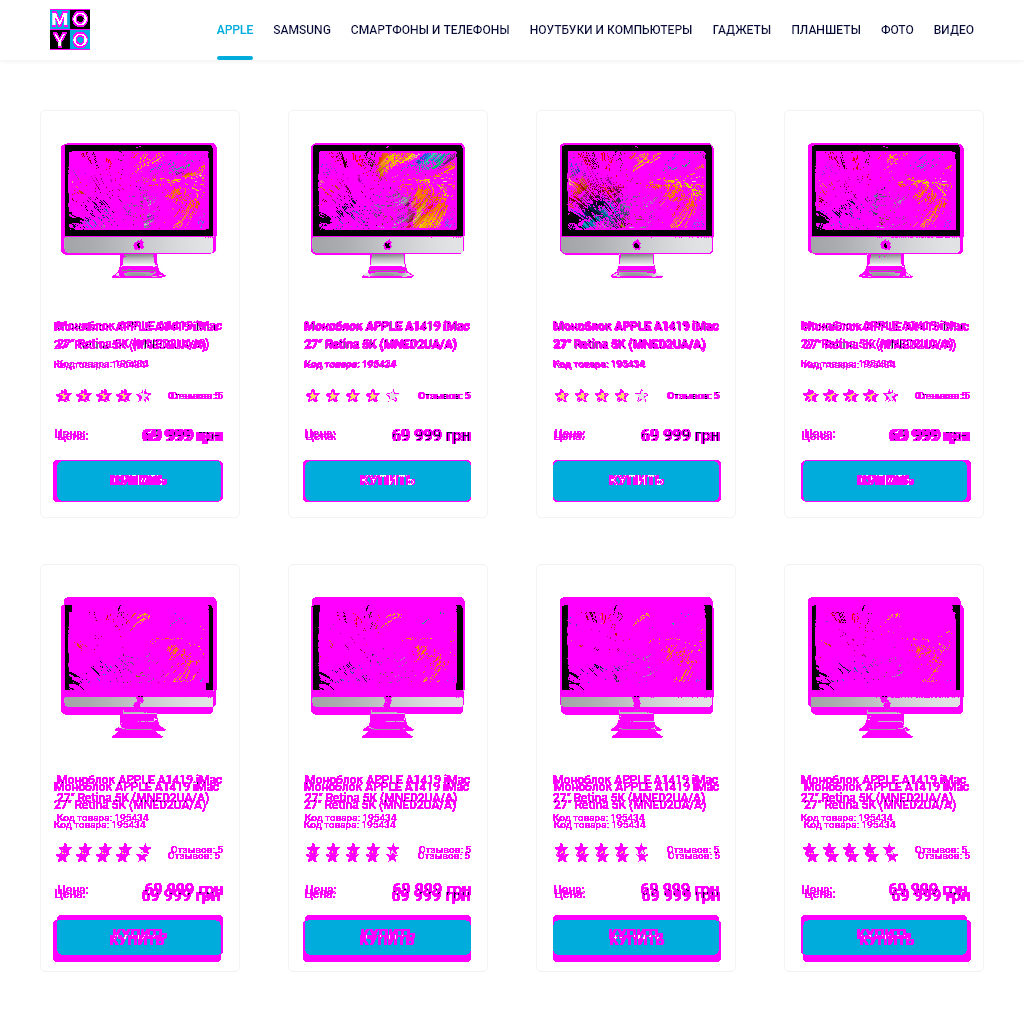 MOYO
APPLE SAMSUNG СМАРТФОНЫ И ТЕЛЕФОНЫ НОУТБУКИ И КОМПЬЮТЕРЫ ГАДЖЕТЫ ПЛАНШЕТЫ ФОТО ВИДЕО
Моноблок APPLE A1419 iMac Моноблок APPLE A1419 iMac Моноблок APPLE A1419 iMac Моноблок APPLE A1419 iMac
27” Retina 5K (MNED2UA/A) 27” Retina 5K (MNED2UA/A) 27” Retina 5K (MNED2UA/A) 27” Retina 5K (MNED2UA/A)
Код товара: 195434 Код товара: 195434 Код товара: 195434 Код товара: 195434
Отзывов: 5 Отзывов: 5 Отзывов: 5 Отзывов: 5
Цена: 69 999 грн Цена: 69 999 грн Цена: 69 999 грн Цена: 69 999 грн
КУПИТЬ КУПИТЬ КУПИТЬ КУПИТЬ
Моноблок APPLE A1419 iMac Моноблок APPLE A1419 iMac Моноблок APPLE A1419 iMac Моноблок APPLE A1419 iMac
27” Retina 5K (MNED2UA/A) 27” Retina 5K (MNED2UA/A) 27” Retina 5K (MNED2UA/A) 27” Retina 5K (MNED2UA/A)
Код товара: 195434 Код товара: 195434 Код товара: 195434 Код товара: 195434
Отзывов: 5 Отзывов: 5 Отзывов: 5 Отзывов: 5
Цена: 69 999 грн Цена: 69 999 грн Цена: 69 999 грн Цена: 69 999 грн
КУПИТЬ КУПИТЬ КУПИТЬ КУПИТЬ